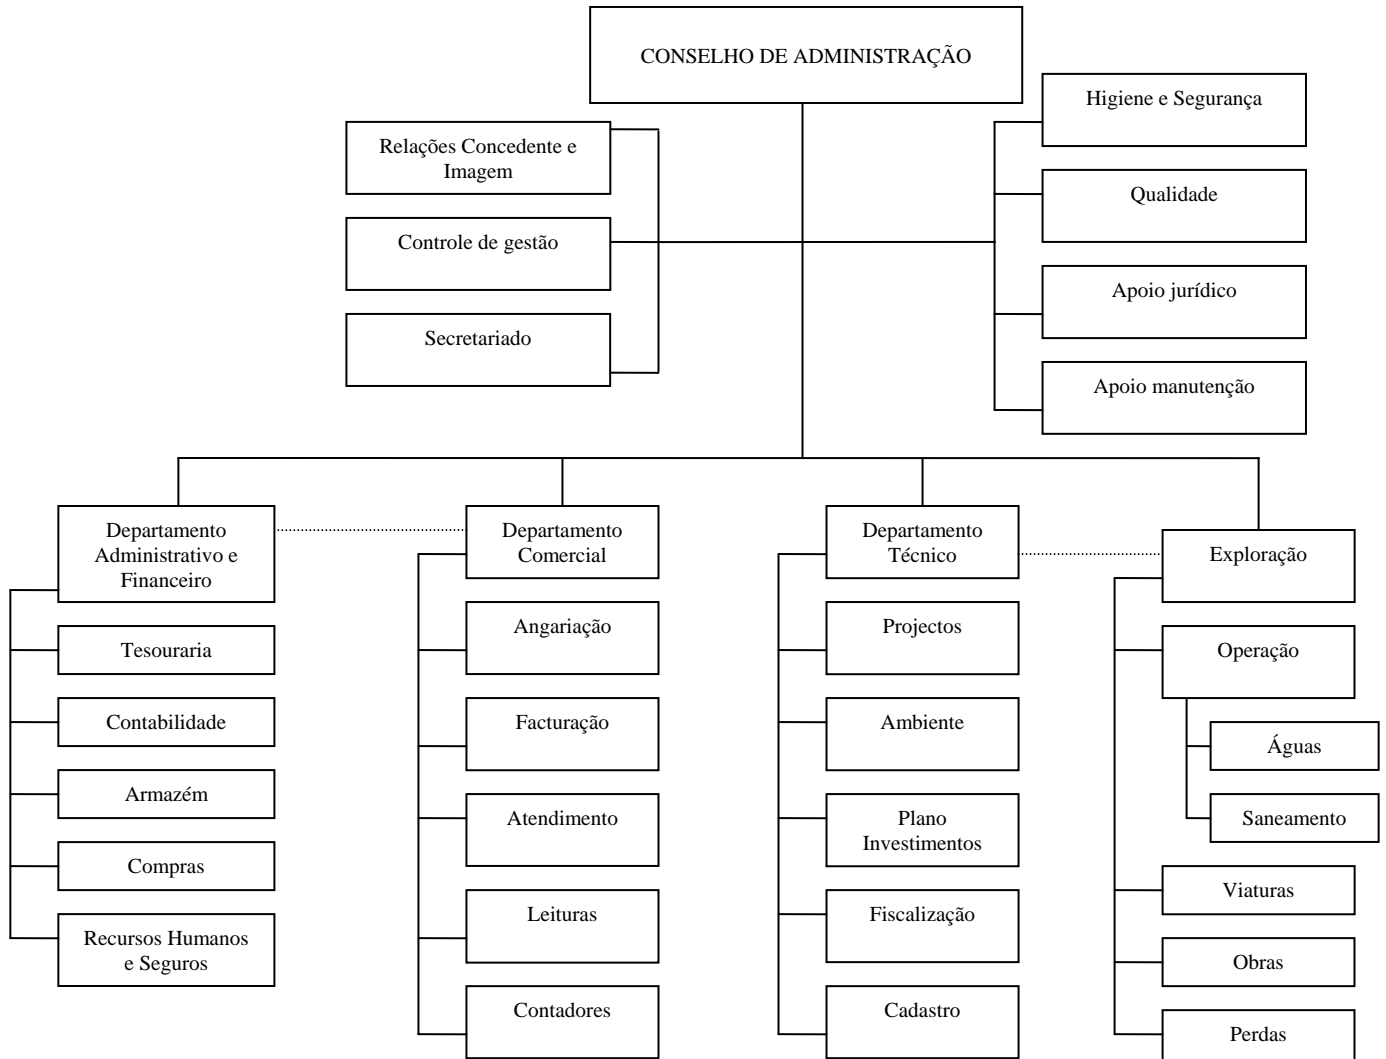 CONSELHO DE ADMINISTRAÇÃO
Relações Concedente e
Imagem
Controle de gestão
Secretariado
Higiene e Segurança
Qualidade
Apoio jurídico
Apoio manutenção
Departamento
Administrativo e
Financeiro
Tesouraria
Contabilidade
Armazém
Compras
Recursos Humanos
e Seguros
Departamento
Comercial
Angariação
Facturação
Atendimento
Leituras
Contadores
Departamento
Técnico
Projectos
Ambiente
Plano
Investimentos
Fiscalização
Cadastro
Exploração
Operação
Águas
Saneamento
Viaturas
Obras
Perdas